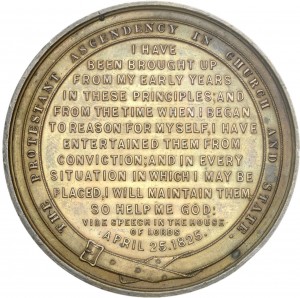 THE PROTESTANT ASCENDENCY IN CHURCH AND STATE.
I HAVE
BEEN BROUGHT UP
FROM MY EARLY YEARS
IN THESE PRINCIPLES; AND
FROM THE TIME WHEN I BEGAN
TO REASON FOR MYSELF, I HAVE
ENTERTAINED THEM FROM
CONVICTION; AND IN EVERY
SITUATION IN WHICH I MAY BE
PLACED, I WILL MAINTAIN THEM,
SO HELP ME GOD!
VIDE SPEECH IN THE HOUSE
OF LORDS
APRIL 25. 1825.